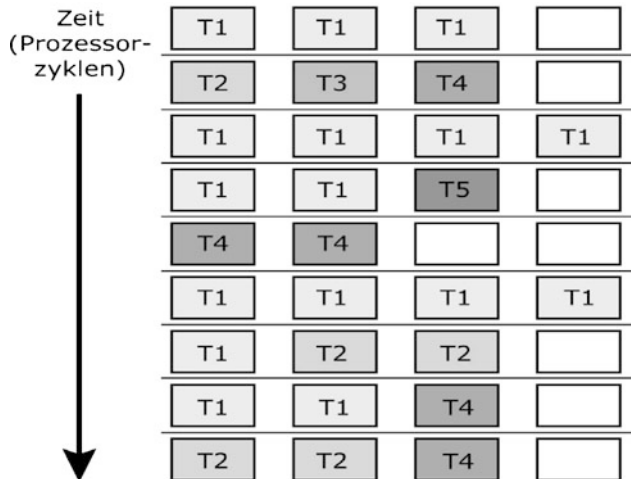 Zeit
(Prozessor-
zyklen)
T1 T1 T1
T2 T3 T4
T1 T1 T1 T1
T1 T1 T5
T4 T4
T1 T1 T1 T1
T1 T2 T2
T1 T1 T4
T2 T2 T4